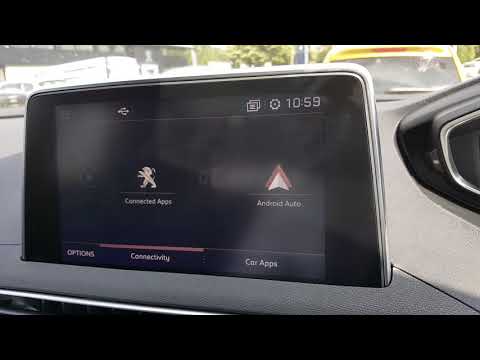 10:59
Connected Apps
Android Auto
OPTIONS
Connectivity
Car Apps